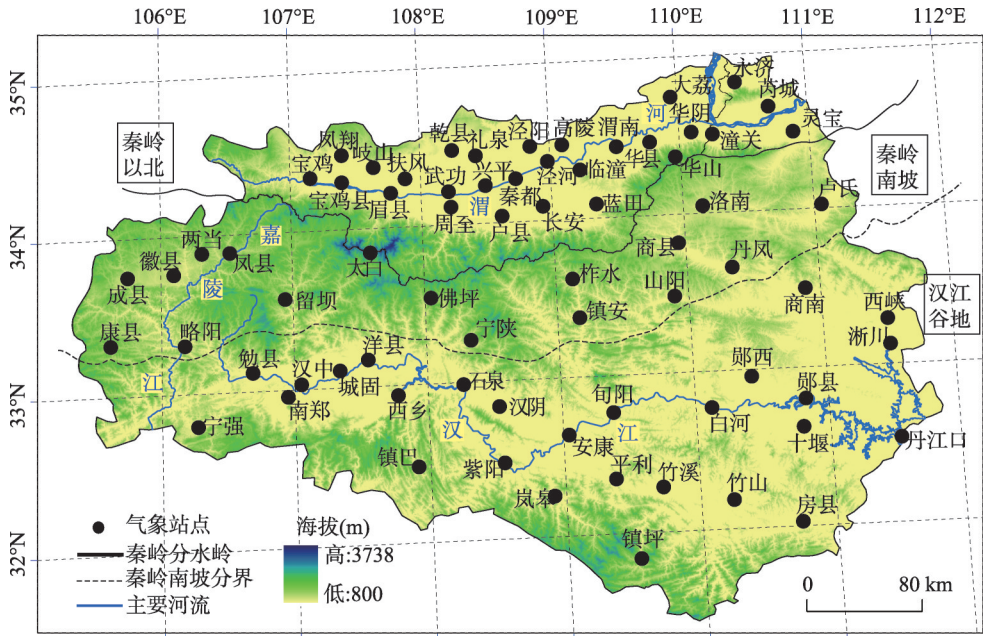 106°E
107°E
108°E
109°E
110°E
111°E
112°E
35°N
34°N
33°N
32°N
秦岭
以北
秦岭
南坡
汉江
谷地
永济
大荔
芮城
河
华阴
灵宝
潼关
凤翔
岐山
扶风
乾县
礼泉
泾阳
高陵
渭南
华县
华山
宝鸡
宝鸡县
眉县
武功
兴平
秦都
泾河
临潼
渭
周至
户县
长安
蓝田
洛南
卢氏
嘉
两当
凤县
太白
商县
丹凤
徽县
成县
陵
留坝
佛坪
柞水
山阳
镇安
商南
西峡
淅川
康县
略阳
宁陕
勉县
汉中
洋县
城固
石泉
郧西
郧县
江
南郑
西乡
汉阴
旬阳
白河
宁强
汉
江
安康
十堰
丹江口
镇巴
紫阳
平利
竹溪
竹山
岚皋
房县
镇坪
气象站点
秦岭分水岭
秦岭南坡分界
主要河流
海拔(m)
高:3738
低:800
0
80 km